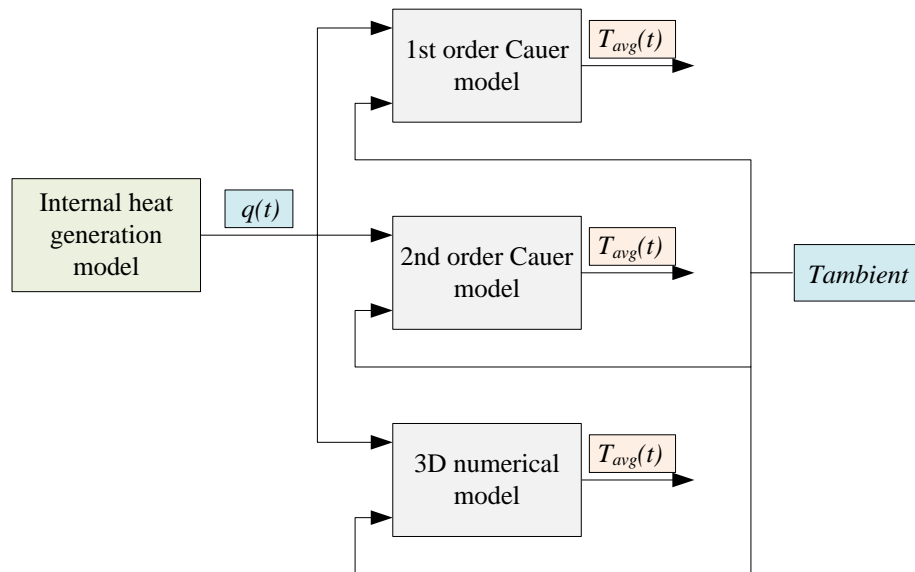 1st order Cauer
model
T_avg(t)
Internal heat
generation
model
q(t)
2nd order Cauer
model
T_avg(t)
Tambient
3D numerical
model
T_avg(t)